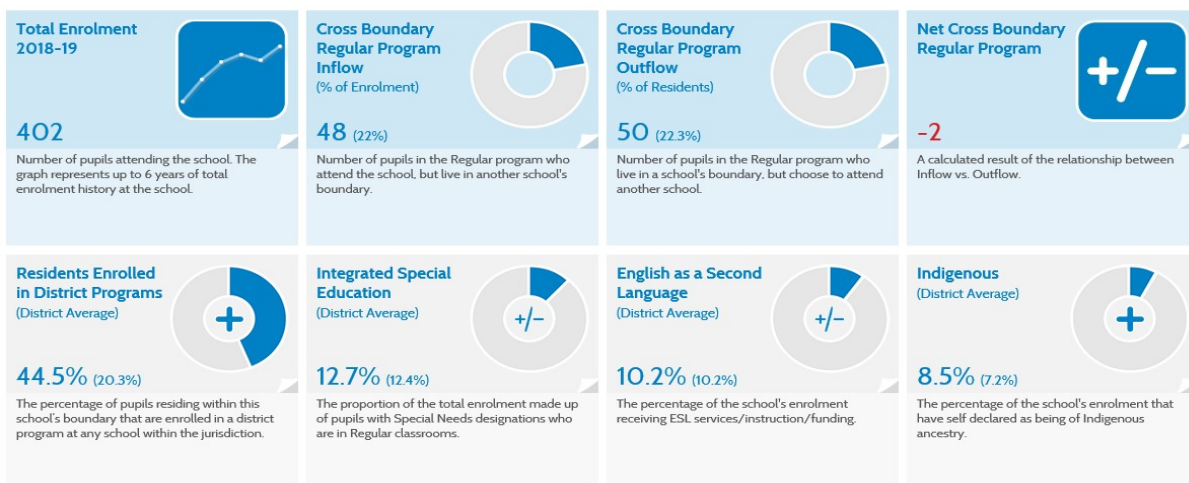 Total Enrolment
2018-19
402
Number of pupils attending the school. The
graph represents up to 6 years of total
enrolment history at the school.
Cross Boundary
Regular Program
Inflow
(% of Enrolment)
48 (22%)
Number of pupils in the Regular program who
attend the school, but live in another school's
boundary.
Cross Boundary
Regular Program
Outflow
(% of Residents)
50 (22.3%)
Number of pupils in the Regular program who
live in a school's boundary, but choose to attend
another school.
Net Cross Boundary
Regular Program
+/-
-2
A calculated result of the relationship between
Inflow vs. Outflow.
Residents Enrolled
in District Programs
(District Average)
+
44.5% (20.3%)
The percentage of pupils residing within this
school's boundary that are enrolled in a district
program at any school within the jurisdiction.
Integrated Special
Education
(District Average)
+/-
12.7% (12.4%)
The proportion of the total enrolment made up
of pupils with Special Needs designations who
are in Regular classrooms.
English as a Second
Language
(District Average)
+/-
10.2% (10.2%)
The percentage of the school's enrolment
receiving ESL services/instruction/funding.
Indigenous
(District Average)
+
8.5% (7.2%)
The percentage of the school's enrolment that
have self declared as being of Indigenous
ancestry.